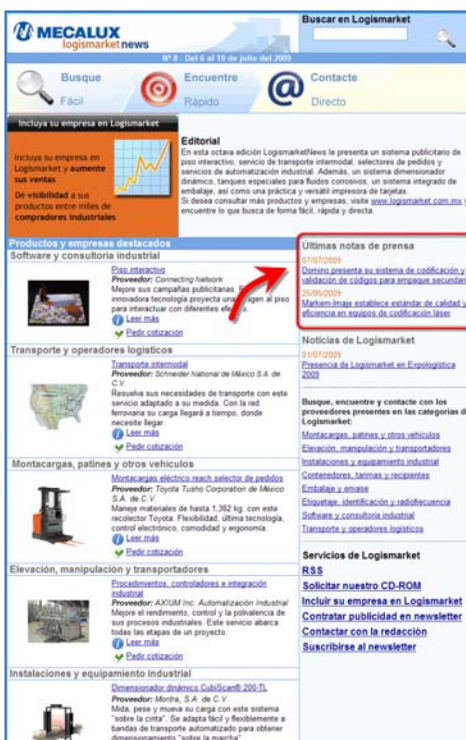 MECALUX
logismarket news
Buscar en Logismarket
Nº 8 - Del 6 al 19 de julio del 2009
Busque
Fácil
Encuentre
Rápido
Contacte
Directo
Incluya su empresa en Logismarket
Incluya su empresa en
Logismarket y aumente
sus ventas
Dé visibilidad a sus
productos entre miles de
compradores industriales
Editorial
En esta octava edición LogismarketNews le presenta un sistema publicitario de
piso interactivo, servicio de transporte intermodal, selectores de pedidos y
servicios de automatización industrial. Además, un sistema dimensionador
dinámico, tanques especiales para fluidos corrosivos, un sistema integrado de
embalaje, así como una práctica y versátil impresora de tarjetas.
Si desea consultar más productos y empresas, visite www.logismarket.com.mx y
encuentre lo que busca de forma fácil, rápida y directa.
Productos y empresas destacados
Software y consultoría industrial
Piso interactivo
Proveedor: Connecting Network
Mejore sus campañas publicitarias.
innovadora tecnología proyecta una imagen al piso
para interactuar con diferentes
Leer más
Pedir cotización
Transporte y operadores logísticos
Transporte intermodal
Proveedor: Schneider National de México S.A. de
C.V.
Resuelva sus necesidades de transporte con este
servicio adaptado a su medida. Con la red
ferroviaria su carga llegará a tiempo, donde
necesite llegar.
Leer más
Pedir cotización
Montacargas, patines y otros vehículos
Montacargas eléctrico reach selector de pedidos
Proveedor: Toyota Tusho Corporation de México
S.A. de C.V.
Maneje materiales de hasta 1,362 kg. con este
recolector Toyota. Flexibilidad, última tecnología,
control electrónico, comodidad y ergonomía.
Leer más
Pedir cotización
Elevación, manipulación y transportadores
Procedimientos, controladores e integración
industrial
Proveedor: AXIUM Inc. Automatización Industrial
Mejore el rendimiento, control y la polivalencia de
sus procesos industriales. Este servicio abarca
todas las etapas de un proyecto.
Leer más
Pedir cotización
Instalaciones y equipamiento industrial
Dimensionador dinámico CubiScan® 200-TL
Proveedor: Montra, S.A. de C.V.
Mida, pese y mueva su carga con este sistema
"sobre la cinta". Se adapta fácil y flexiblemente a
bandas de transporte automatizado para obtener
dimensionamiento "sobre la marcha".
Últimas notas de prensa
07/07/2009
Domino presenta su sistema de codificación y
validación de códigos para empaque secundario
25/06/2009
Markem-Imaje establece estándar de calidad y
eficiencia en equipos de codificación láser
Noticias de Logismarket
01/07/2009
Presencia de Logismarket en Expologística
2009
Busque, encuentre y contacte con los
proveedores presentes en las categorías de
Logismarket:
Montacargas, patines y otros vehículos
Elevación, manipulación y transportadores
Instalaciones y equipamiento industrial
Contenedores, tarimas y recipientes
Embalaje y envase
Etiquetaje, identificación y radiofrecuencia
Software y consultoría industrial
Transporte y operadores logísticos
Servicios de Logismarket
RSS
Solicitar nuestro CD-ROM
Incluir su empresa en Logismarket
Contratar publicidad en newsletter
Contactar con la redacción
Suscribirse al newsletter